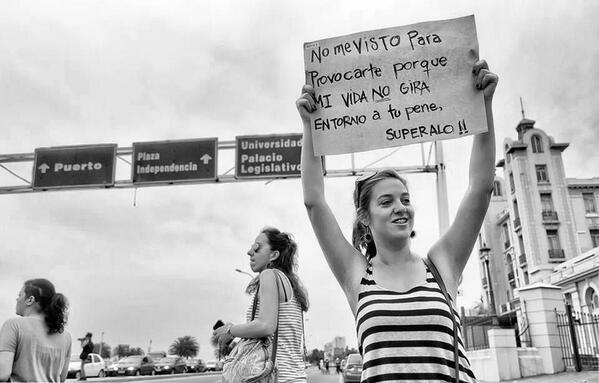 No me VISTO Para
Provocarte porque
MI VIDA NO GIRA
ENTORNO a tu pene,
SUPERALO !!
↑ Puerto
Plaza ↑
Independencia
Universidad
Palacio
Legislativo